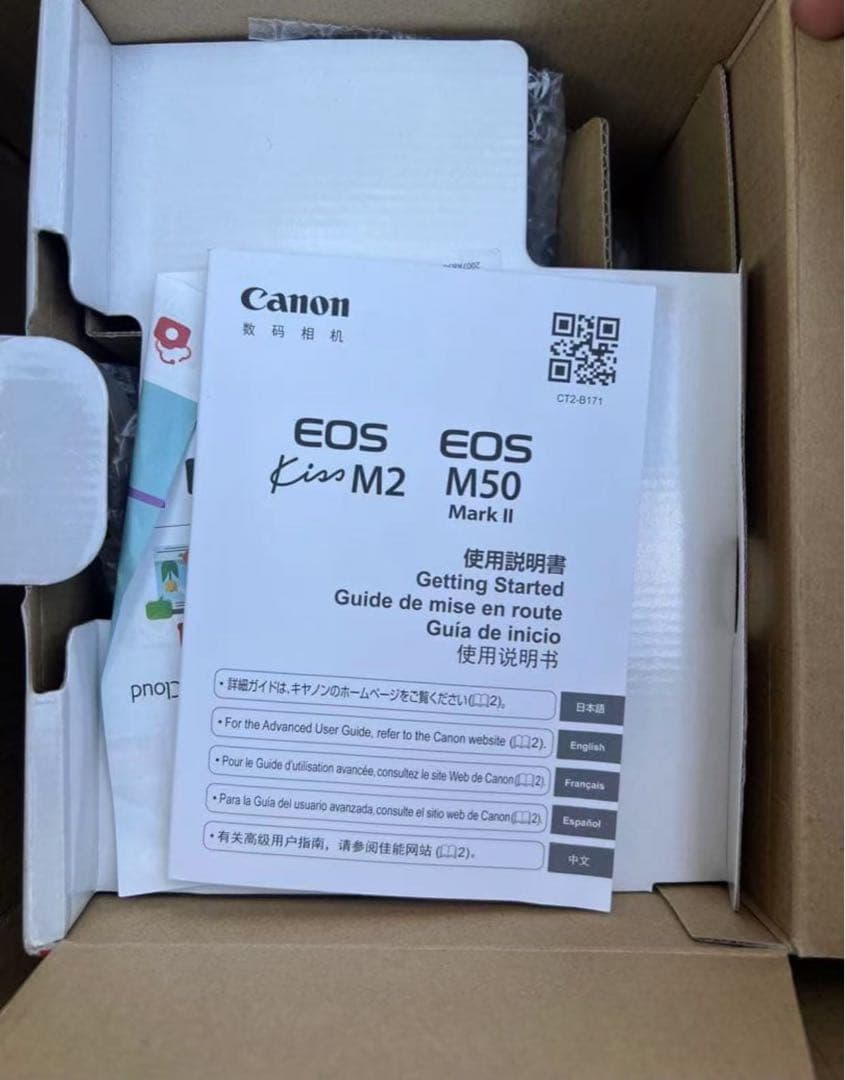 Canon
数码相机
CT2-B171
EOS
Kiss M2
EOS
M50
Mark II
使用説明書
Getting Started
Guide de mise en route
Guía de inicio
使用说明书
• 詳細ガイドは、キヤノンのホームページをご覧ください(2)。
日本語
• For the Advanced User Guide, refer to the Canon website (2).
English
• Pour le Guide d'utilisation avancée, consultez le site Web de Canon(2)
Français
• Para la Guía del usuario avanzada, consulte el sitio web de Canon(2).
Español
• 有关高级用户指南，请参阅佳能网站 (2)。
中文